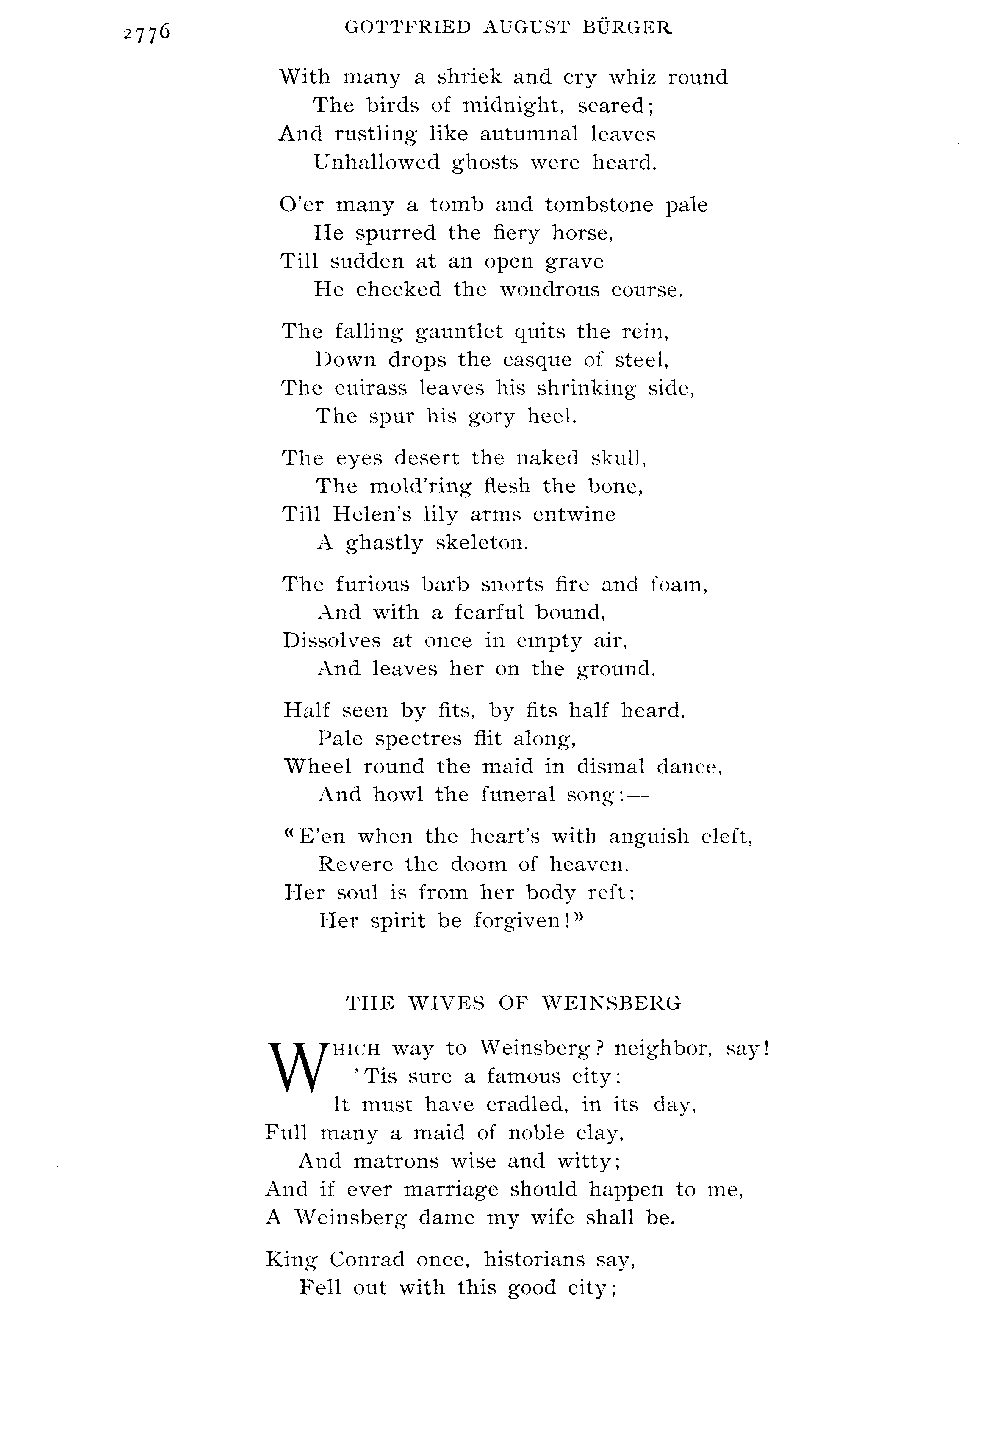 2776 GOTTFRIED AUGUST BÜRGER
With many a shriek and cry whiz round
The birds of midnight, scared;
And rustling like autumnal leaves
Unhallowed ghosts were heard.
O'er many a tomb and tombstone pale
He spurred the fiery horse,
Till sudden at an open grave
He checked the wondrous course.
The falling gauntlet quits the rein,
Down drops the casque of steel,
The cuirass leaves his shrinking side,
The spur his gory heel.
The eyes desert the naked skull,
The mold'ring flesh the bone,
Till Helen's lily arms entwine
A ghastly skeleton.
The furious barb snorts fire and foam,
And with a fearful bound,
Dissolves at once in empty air,
And leaves her on the ground.
Half seen by fits, by fits half heard,
Pale spectres flit along,
Wheel round the maid in dismal dance,
And howl the funeral song:—
"E'en when the heart's with anguish cleft,
Revere the doom of heaven.
Her soul is from her body reft;
Her spirit be forgiven!"
THE WIVES OF WEINSBERG
WHICH way to Weinsberg? neighbor, say!
'Tis sure a famous city:
It must have cradled, in its day,
Full many a maid of noble clay,
And matrons wise and witty;
And if ever marriage should happen to me,
A Weinsberg dame my wife shall be.
King Conrad once, historians say,
Fell out with this good city;